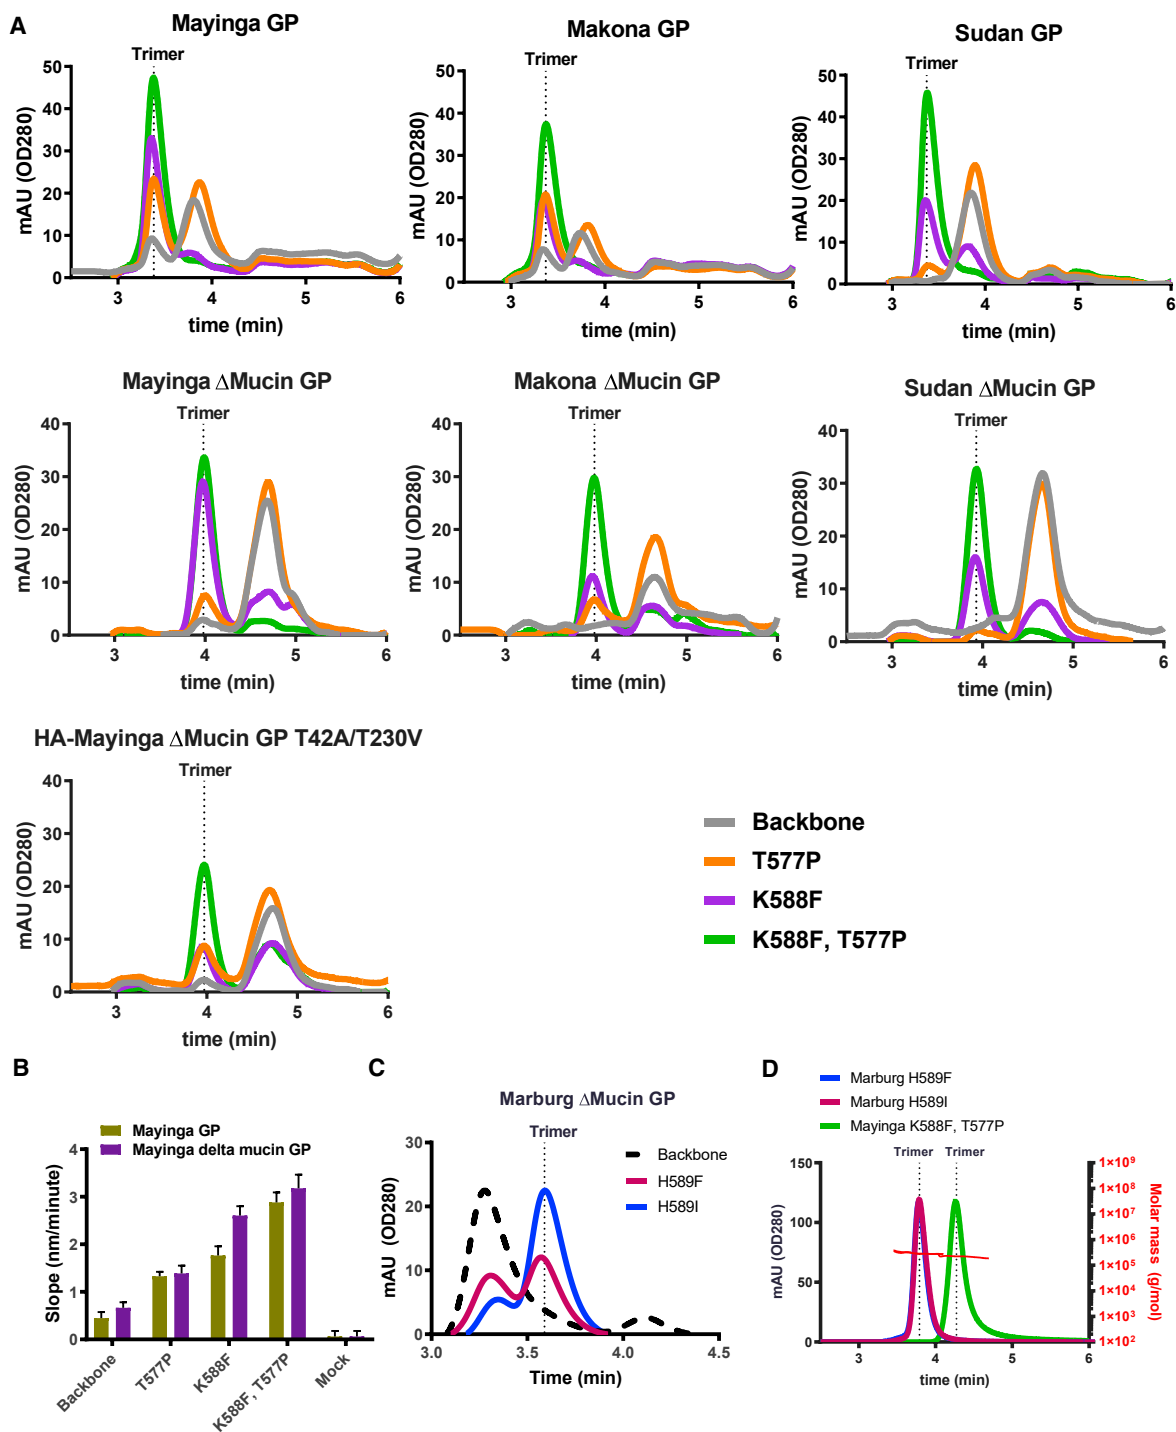 A
Mayinga GP
Trimer
mAU (OD280)
50
40
30
20
10
0
3 4 5 6
time (min)
Makona GP
Trimer
mAU (OD280)
50
40
30
20
10
0
3 4 5 6
time (min)
Sudan GP
Trimer
mAU (OD280)
50
40
30
20
10
0
3 4 5 6
time (min)
Mayinga ΔMucin GP
Trimer
mAU (OD280)
40
30
20
10
0
3 4 5 6
time (min)
Makona ΔMucin GP
Trimer
mAU (OD280)
40
30
20
10
0
3 4 5 6
time (min)
Sudan ΔMucin GP
Trimer
mAU (OD280)
40
30
20
10
0
3 4 5 6
time (min)
HA-Mayinga ΔMucin GP T42A/T230V
Trimer
mAU (OD280)
40
30
20
10
0
3 4 5 6
time (min)
Backbone
T577P
K588F
K588F, T577P
B
Mayinga GP
Mayinga delta mucin GP
Slope (nm/minute)
4
3
2
1
0
Backbone
T577P
K588F
K588F, T577P
Mock
C
Marburg ΔMucin GP
Trimer
Backbone
H589F
H589I
mAU (OD280)
30
20
10
0
3.0 3.5 4.0 4.5
Time (min)
D
Marburg H589F
Marburg H589I
Mayinga K588F, T577P
Trimer Trimer
mAU (OD280)
150
100
50
0
3 4 5 6
time (min)
1×10⁹
1×10⁸
1×10⁷
1×10⁶
1×10⁵
1×10⁴
1×10³
1×10²
Molar mass (g/mol)